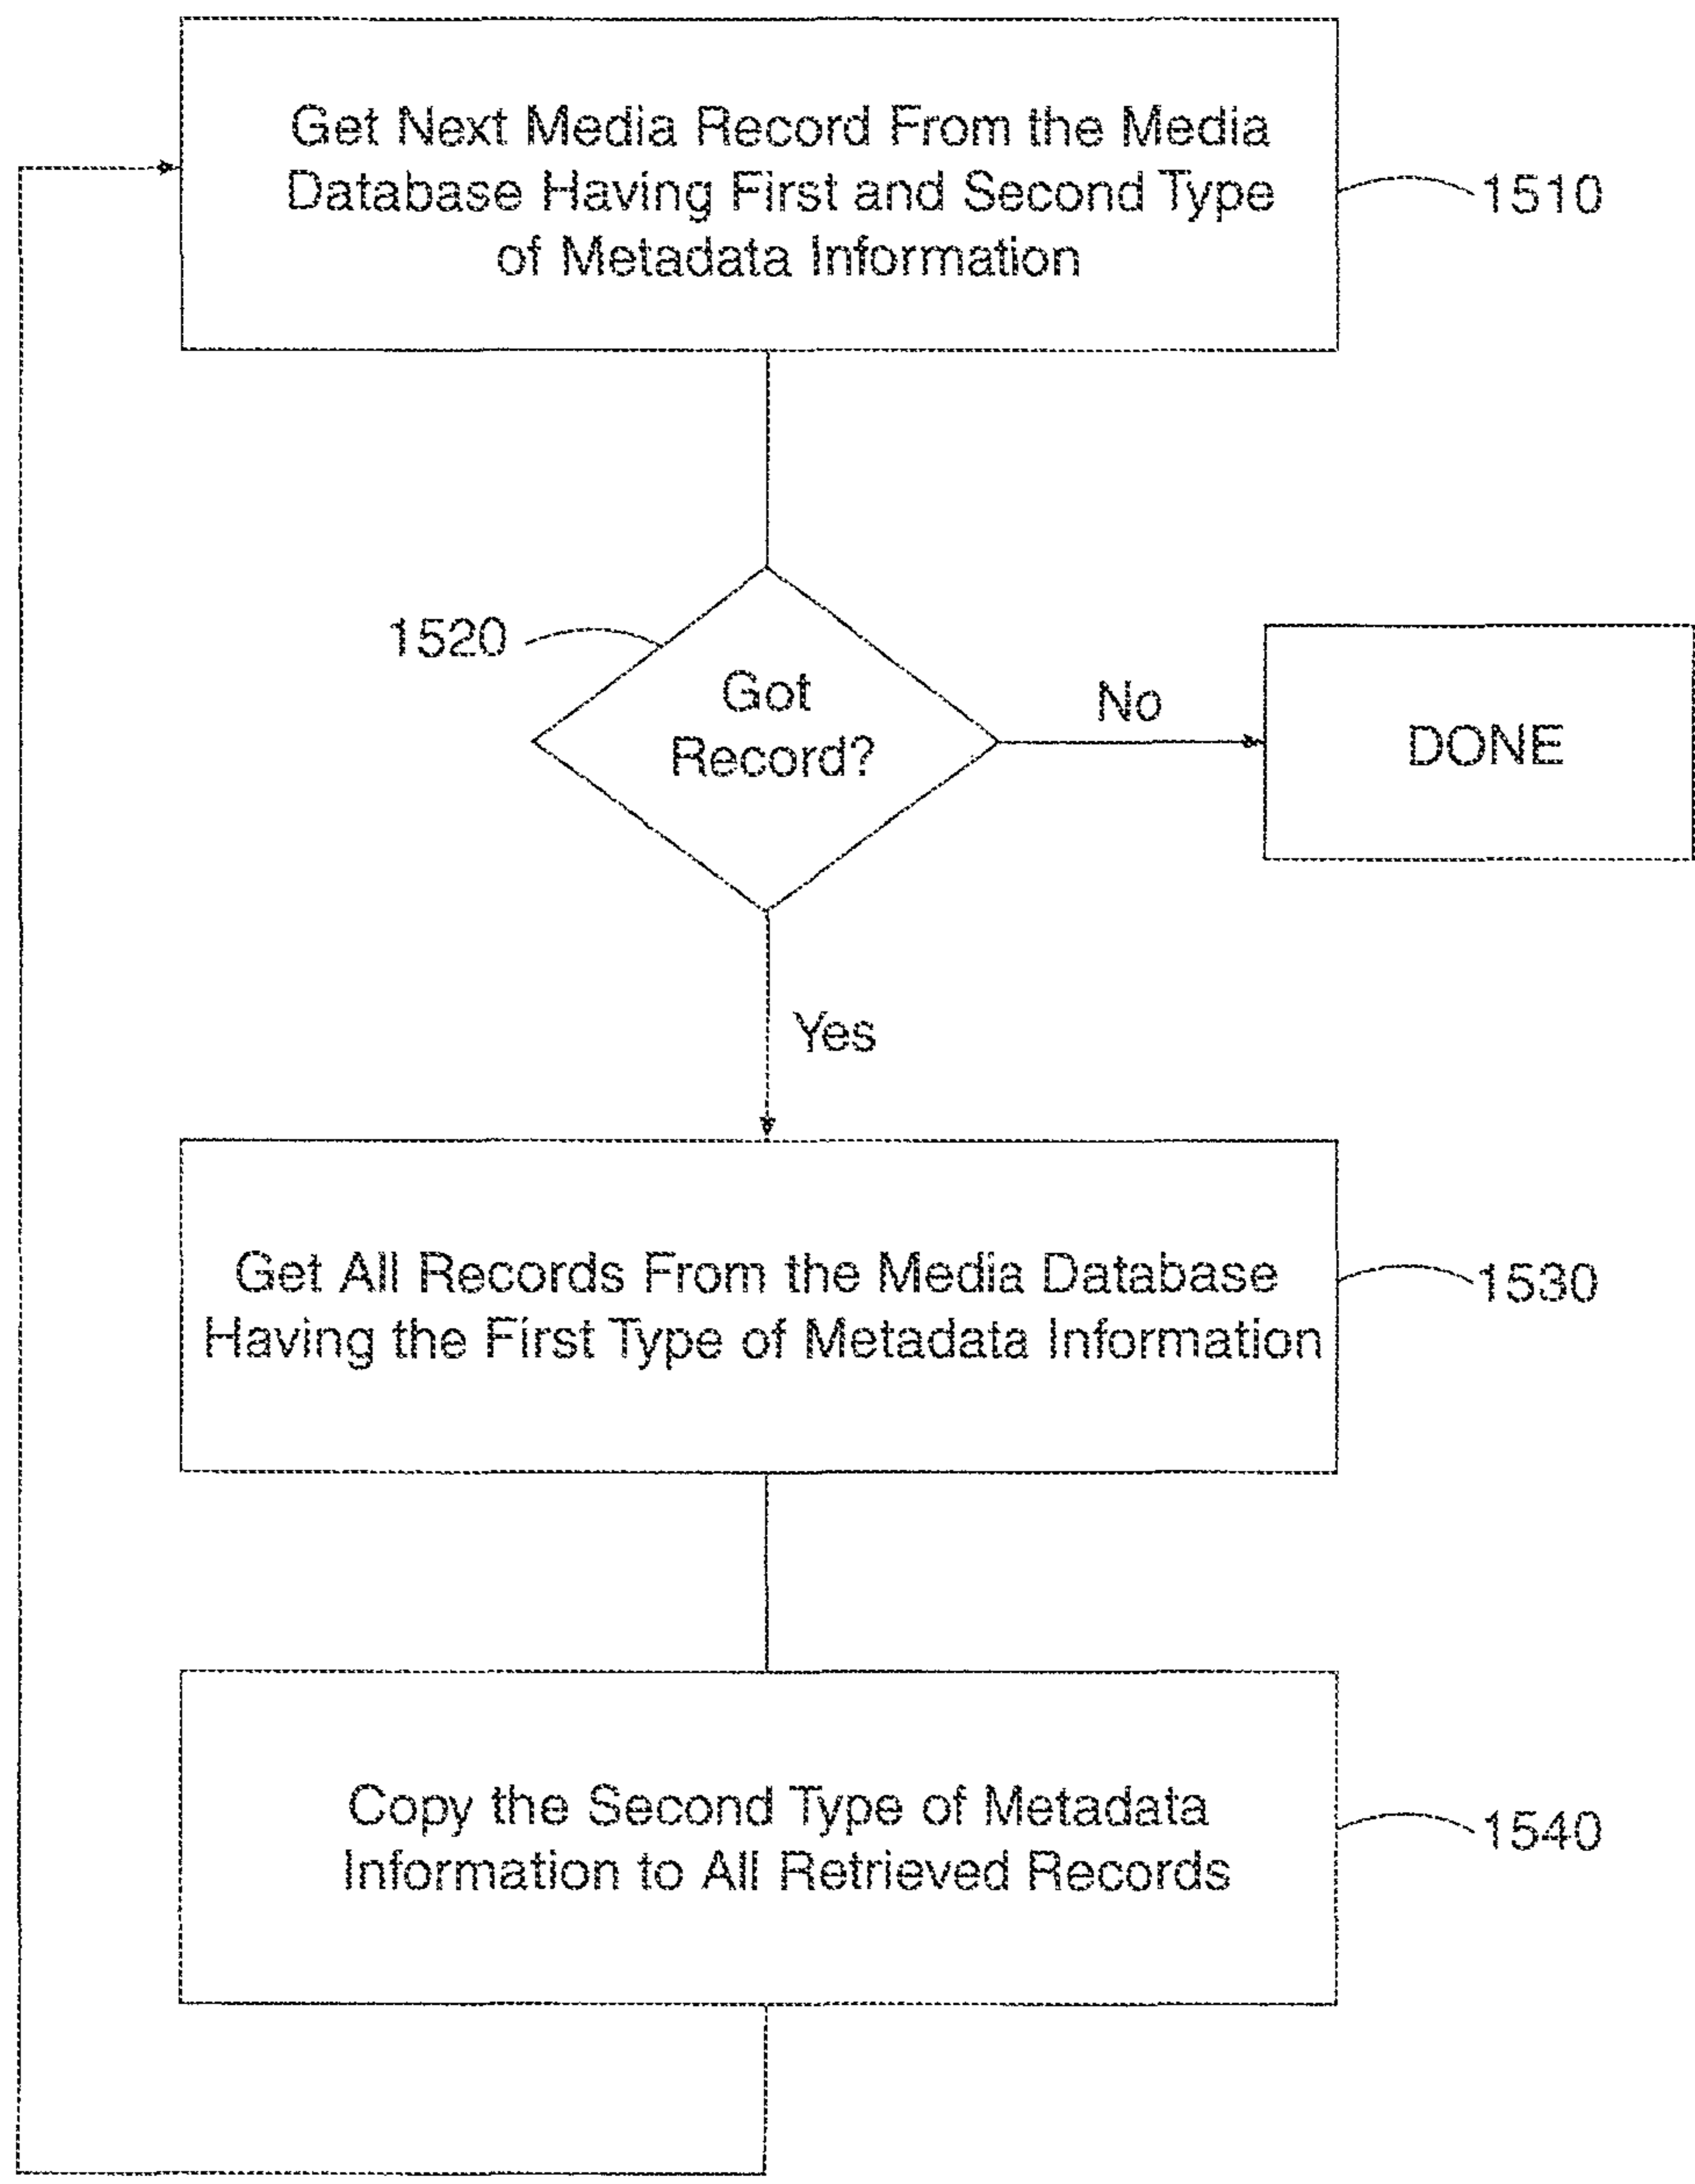 Get Next Media Record From the Media
Database Having First and Second Type
of Metadata Information
1510
1520
Got
Record?
No
DONE
Yes
Get All Records From the Media Database
Having the First Type of Metadata Information
1530
Copy the Second Type of Metadata
Information to All Retrieved Records
1540